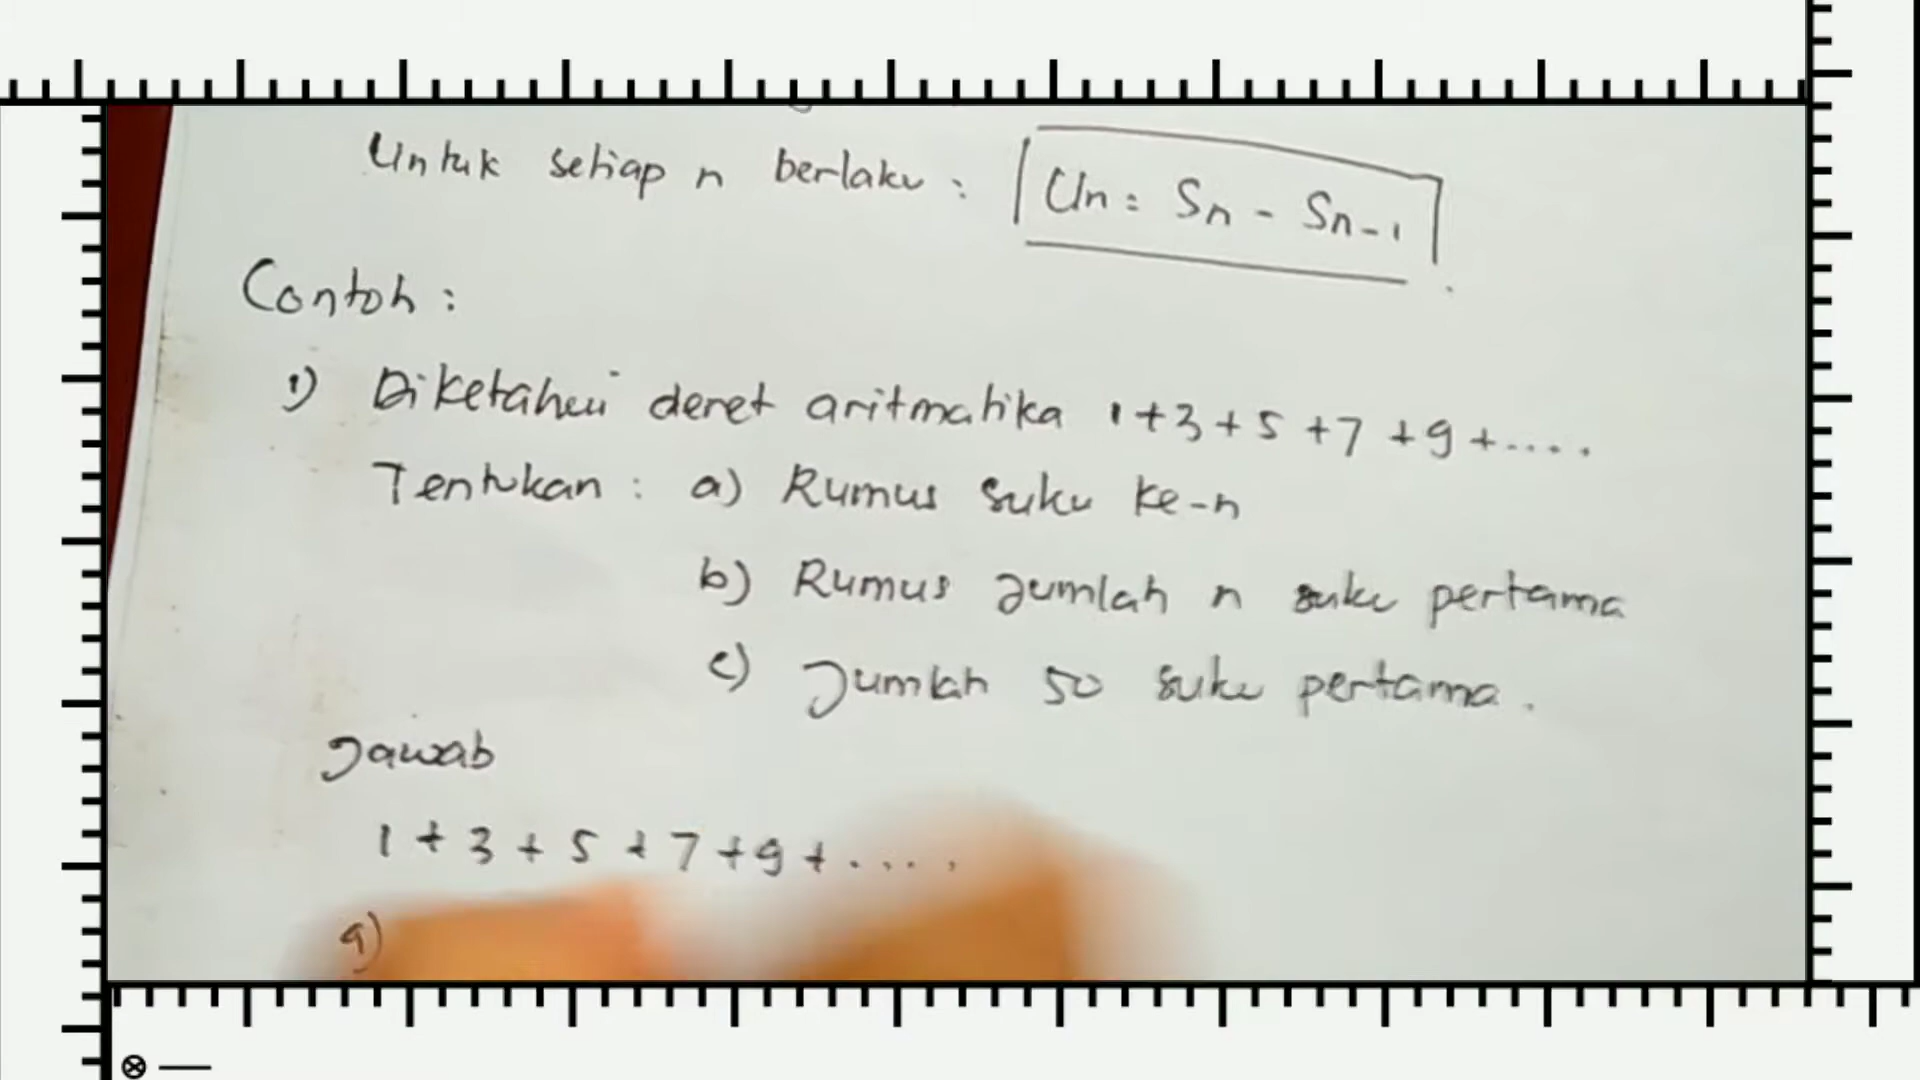 Untuk setiap n berlaku : Un = Sn - Sn-1
Contoh :
1) Diketahui deret aritmatika 1+3+5+7+9+....
Tentukan : a) Rumus suku ke-n
b) Rumus Jumlah n suku pertama
c) Jumlah 50 suku pertama.
Jawab
1+3+5+7+9+....
a)